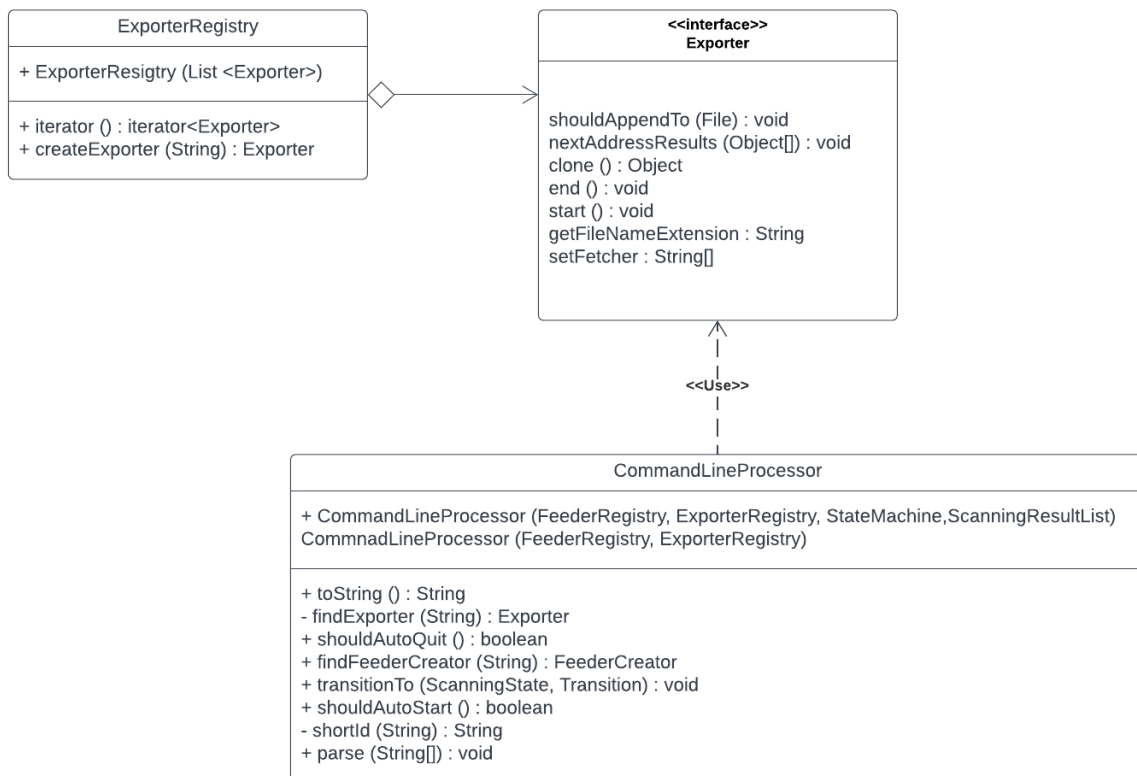 ExporterRegistry
+ ExporterResigtry (List <Exporter>)
+ iterator () : iterator<Exporter>
+ createExporter (String) : Exporter
<<interface>>
Exporter
shouldAppendTo (File) : void
nextAddressResults (Object[]) : void
clone () : Object
end () : void
start () : void
getFileNameExtension : String
setFetcher : String[]
<<Use>>
CommandLineProcessor
+ CommandLineProcessor (FeederRegistry, ExporterRegistry, StateMachine,ScanningResultList)
CommnadLineProcessor (FeederRegistry, ExporterRegistry)
+ toString () : String
- findExporter (String) : Exporter
+ shouldAutoQuit () : boolean
+ findFeederCreator (String) : FeederCreator
+ transitionTo (ScanningState, Transition) : void
+ shouldAutoStart () : boolean
- shortId (String) : String
+ parse (String[]) : void